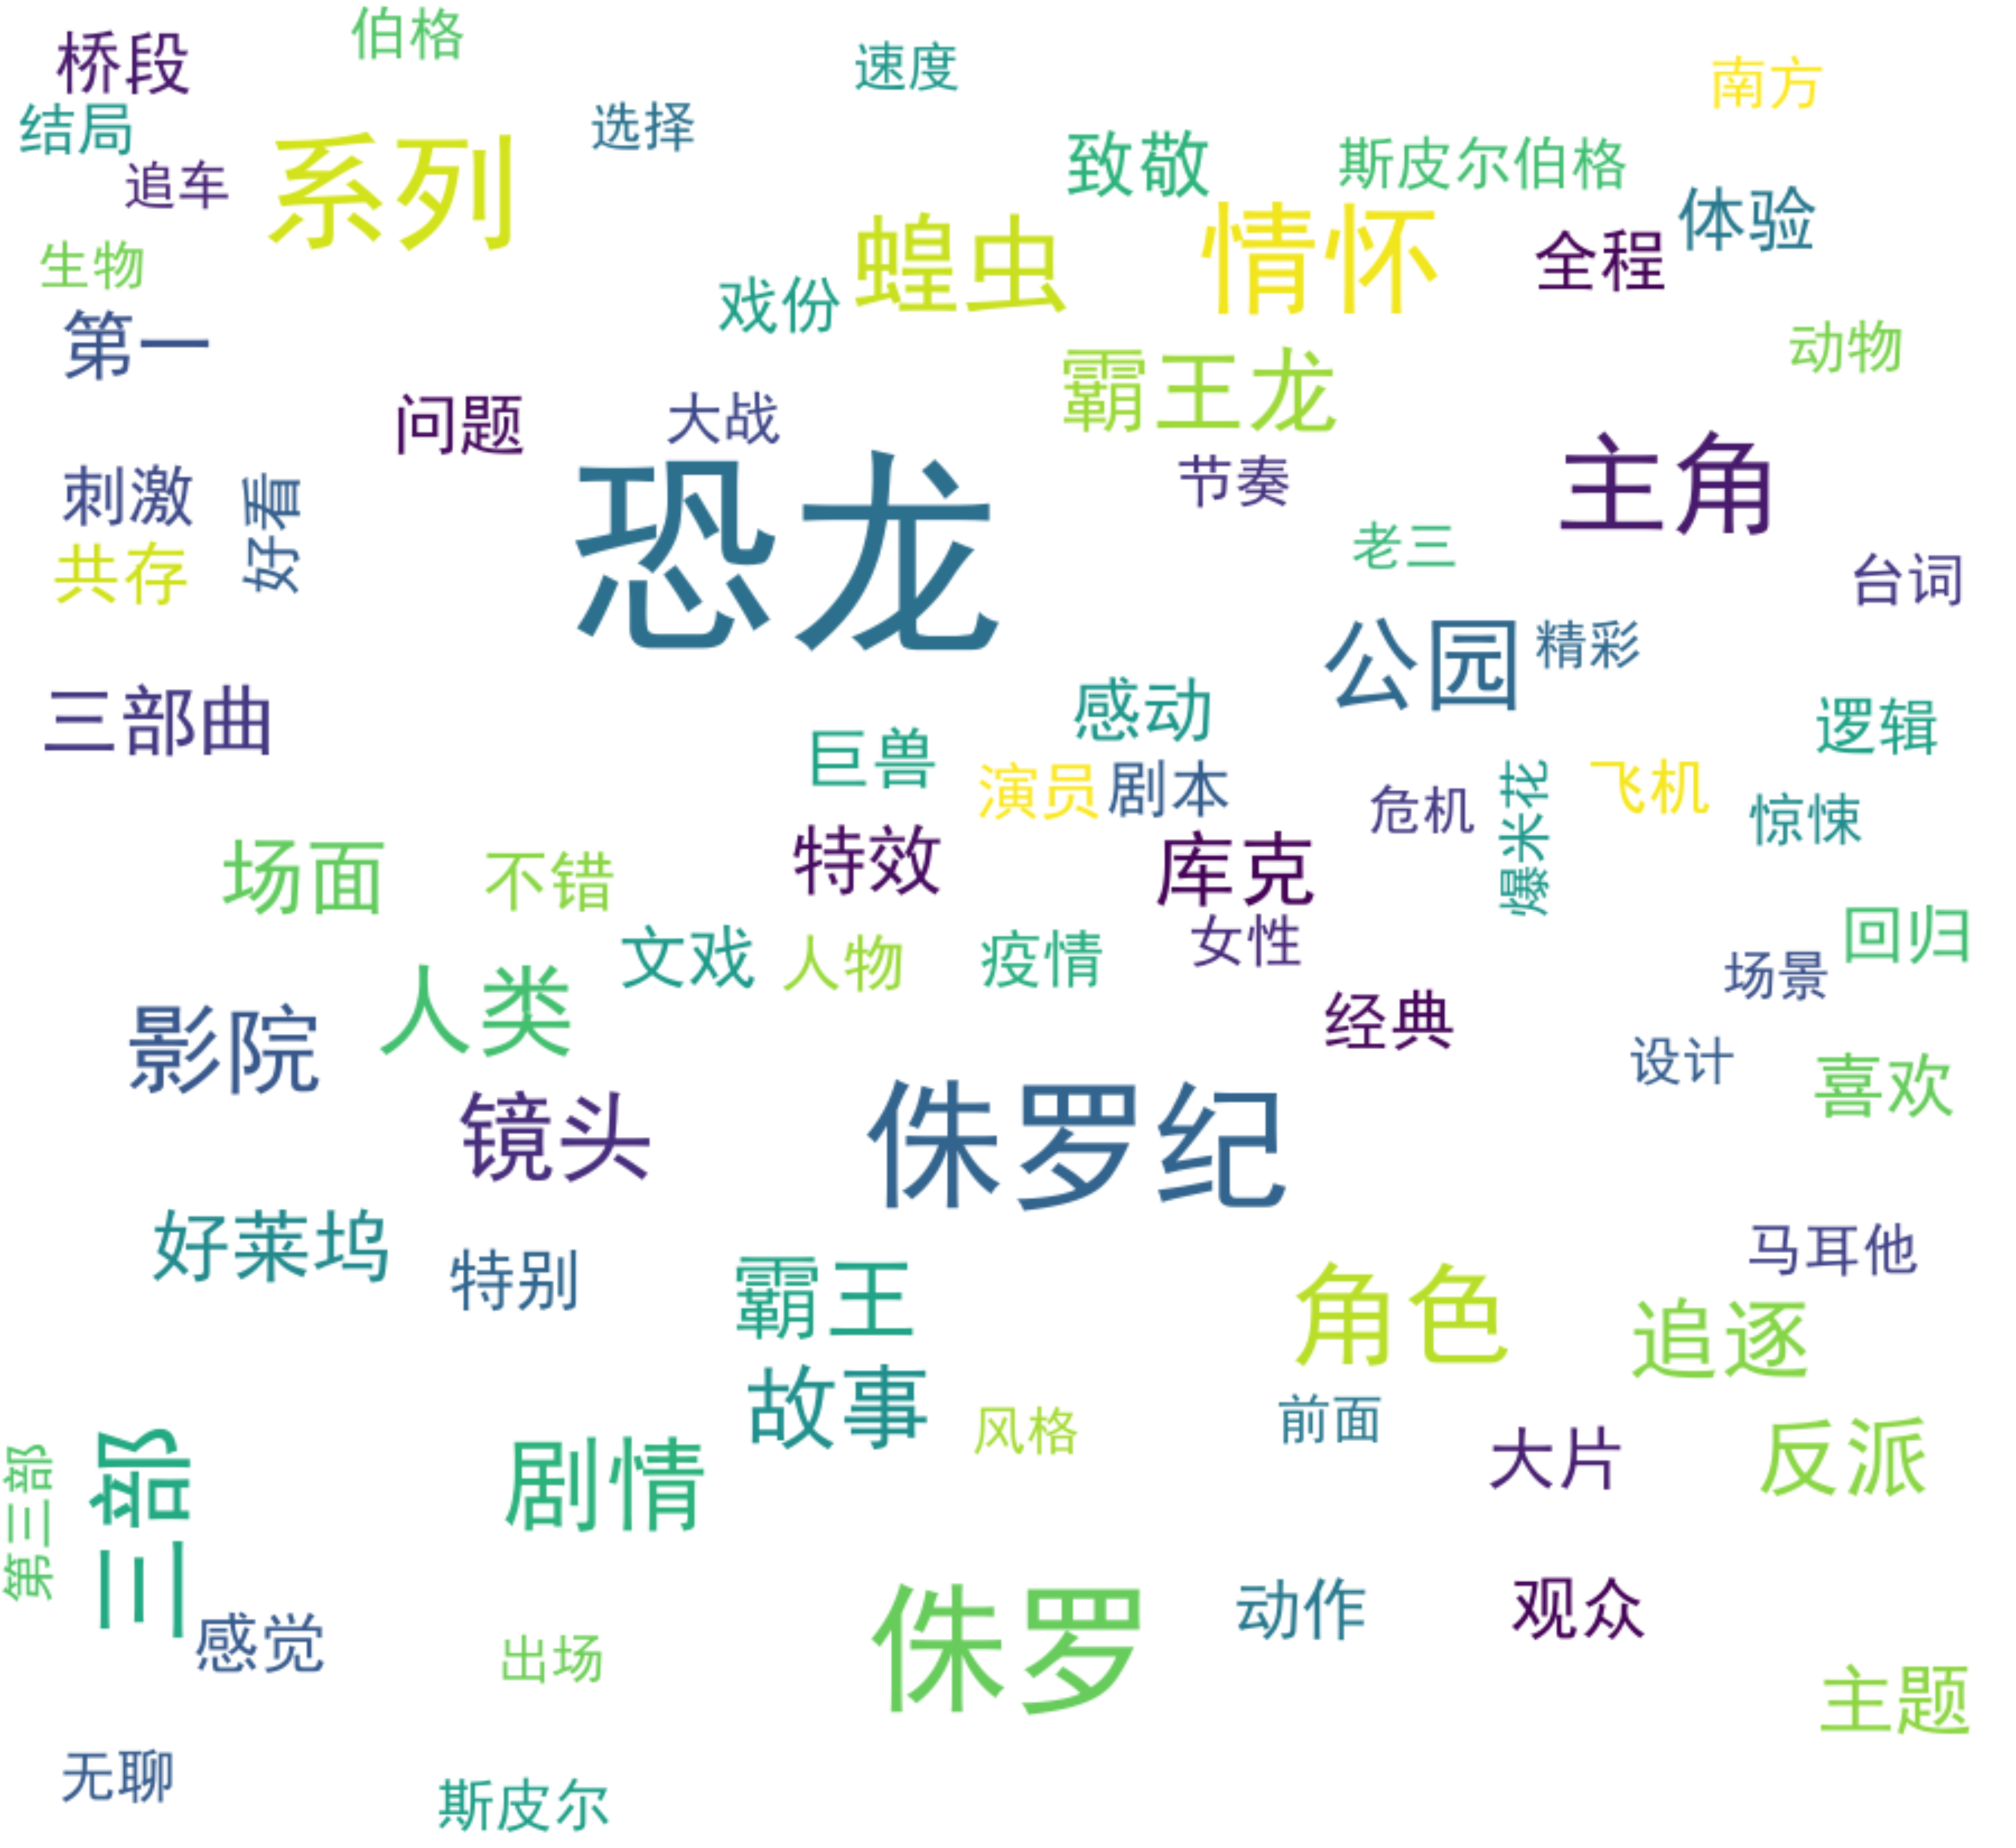 伯格
桥段
速度
南方
结局
选择
追车
系列
致敬
斯皮尔伯格
体验
生物
蝗虫
情怀
全程
戏份
第一
动物
霸王龙
问题
大战
刺激
好看
节奏
主角
恐龙
老三
共存
台词
公园
精彩
三部曲
感动
逻辑
巨兽
演员
剧本
危机
爆米花
飞机
惊悚
场面
不错
特效
库克
文戏
人物
疫情
女性
回归
场景
影院
人类
经典
设计
喜欢
镜头
侏罗纪
好莱坞
特别
霸王
马耳他
角色
追逐
故事
风格
前面
大片
反派
第三部
三部
剧情
感觉
出场
侏罗
动作
观众
主题
无聊
斯皮尔